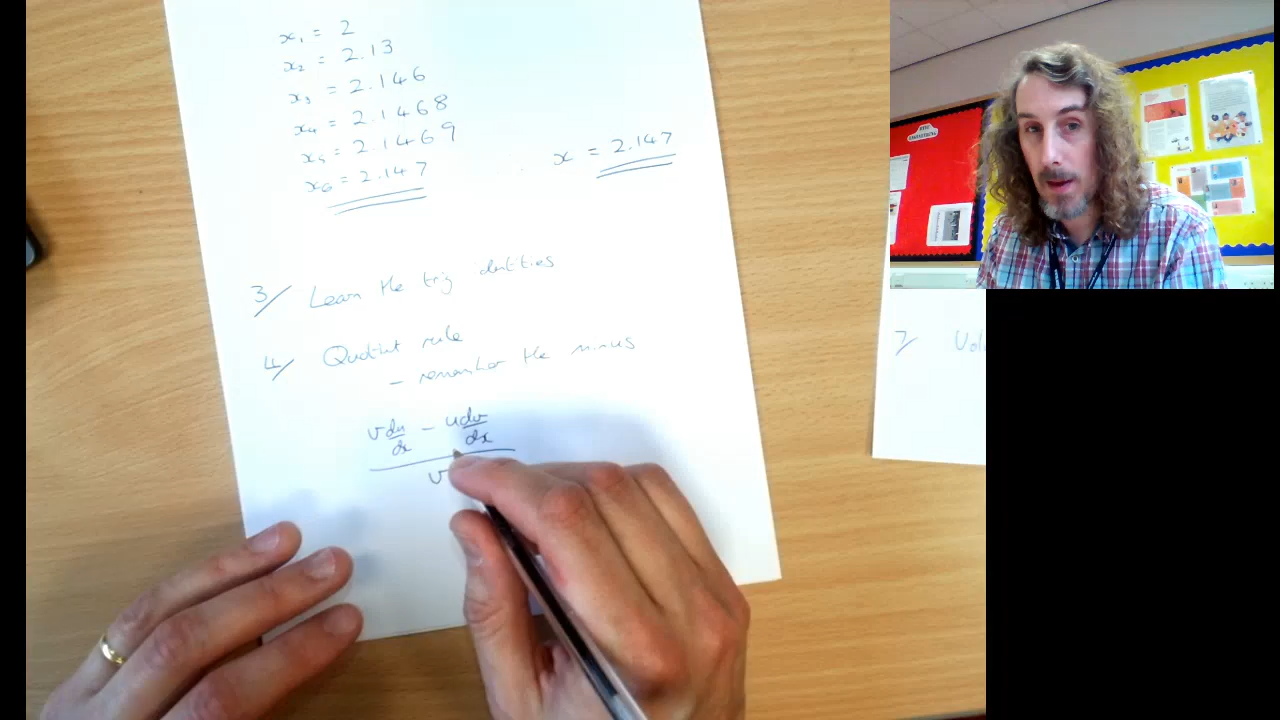 x₁ = 2
x₂ = 2.13
x₃ = 2.146
x₄ = 2.1468
x₅ = 2.1469
x₆ = 2.147
x = 2.147
3/ Learn the trig identities
4/ Quotient rule
- remember the minus
v du/dx - u dv/dx
v
7/ Vol